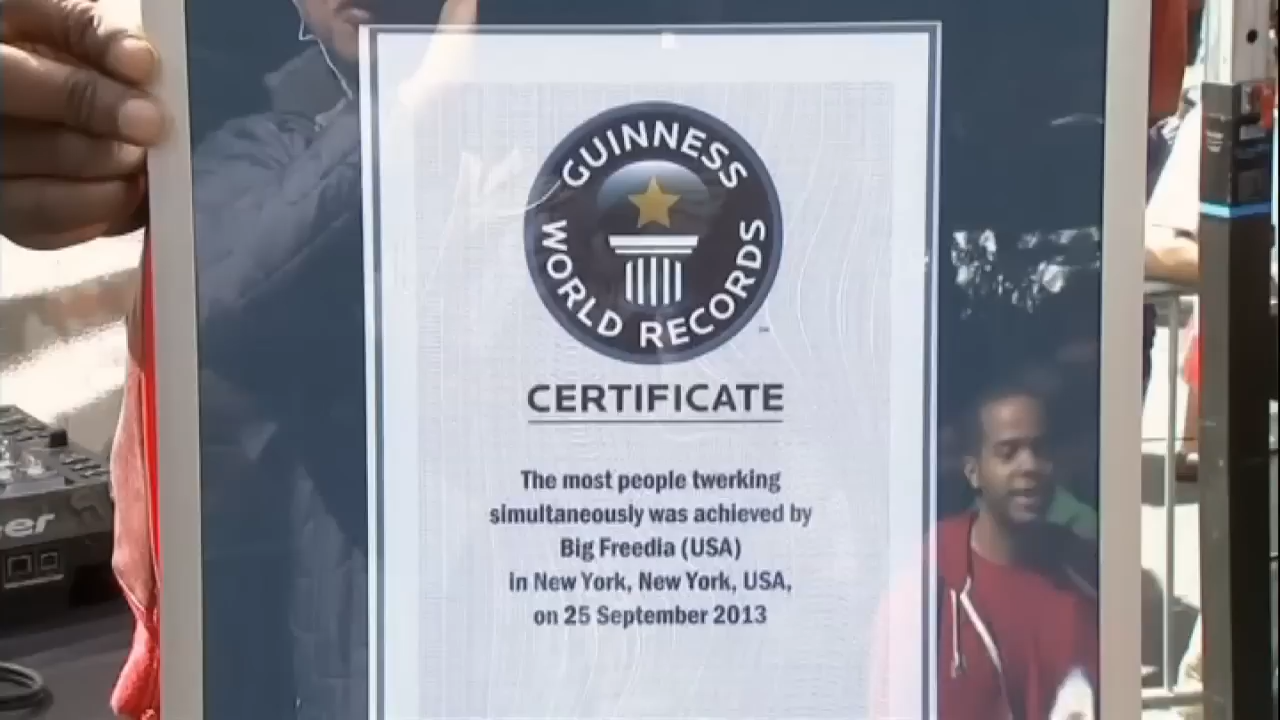 GUINNESS
WORLD RECORDS
™
CERTIFICATE
The most people twerking
simultaneously was achieved by
Big Freedia (USA)
in New York, New York, USA,
on 25 September 2013